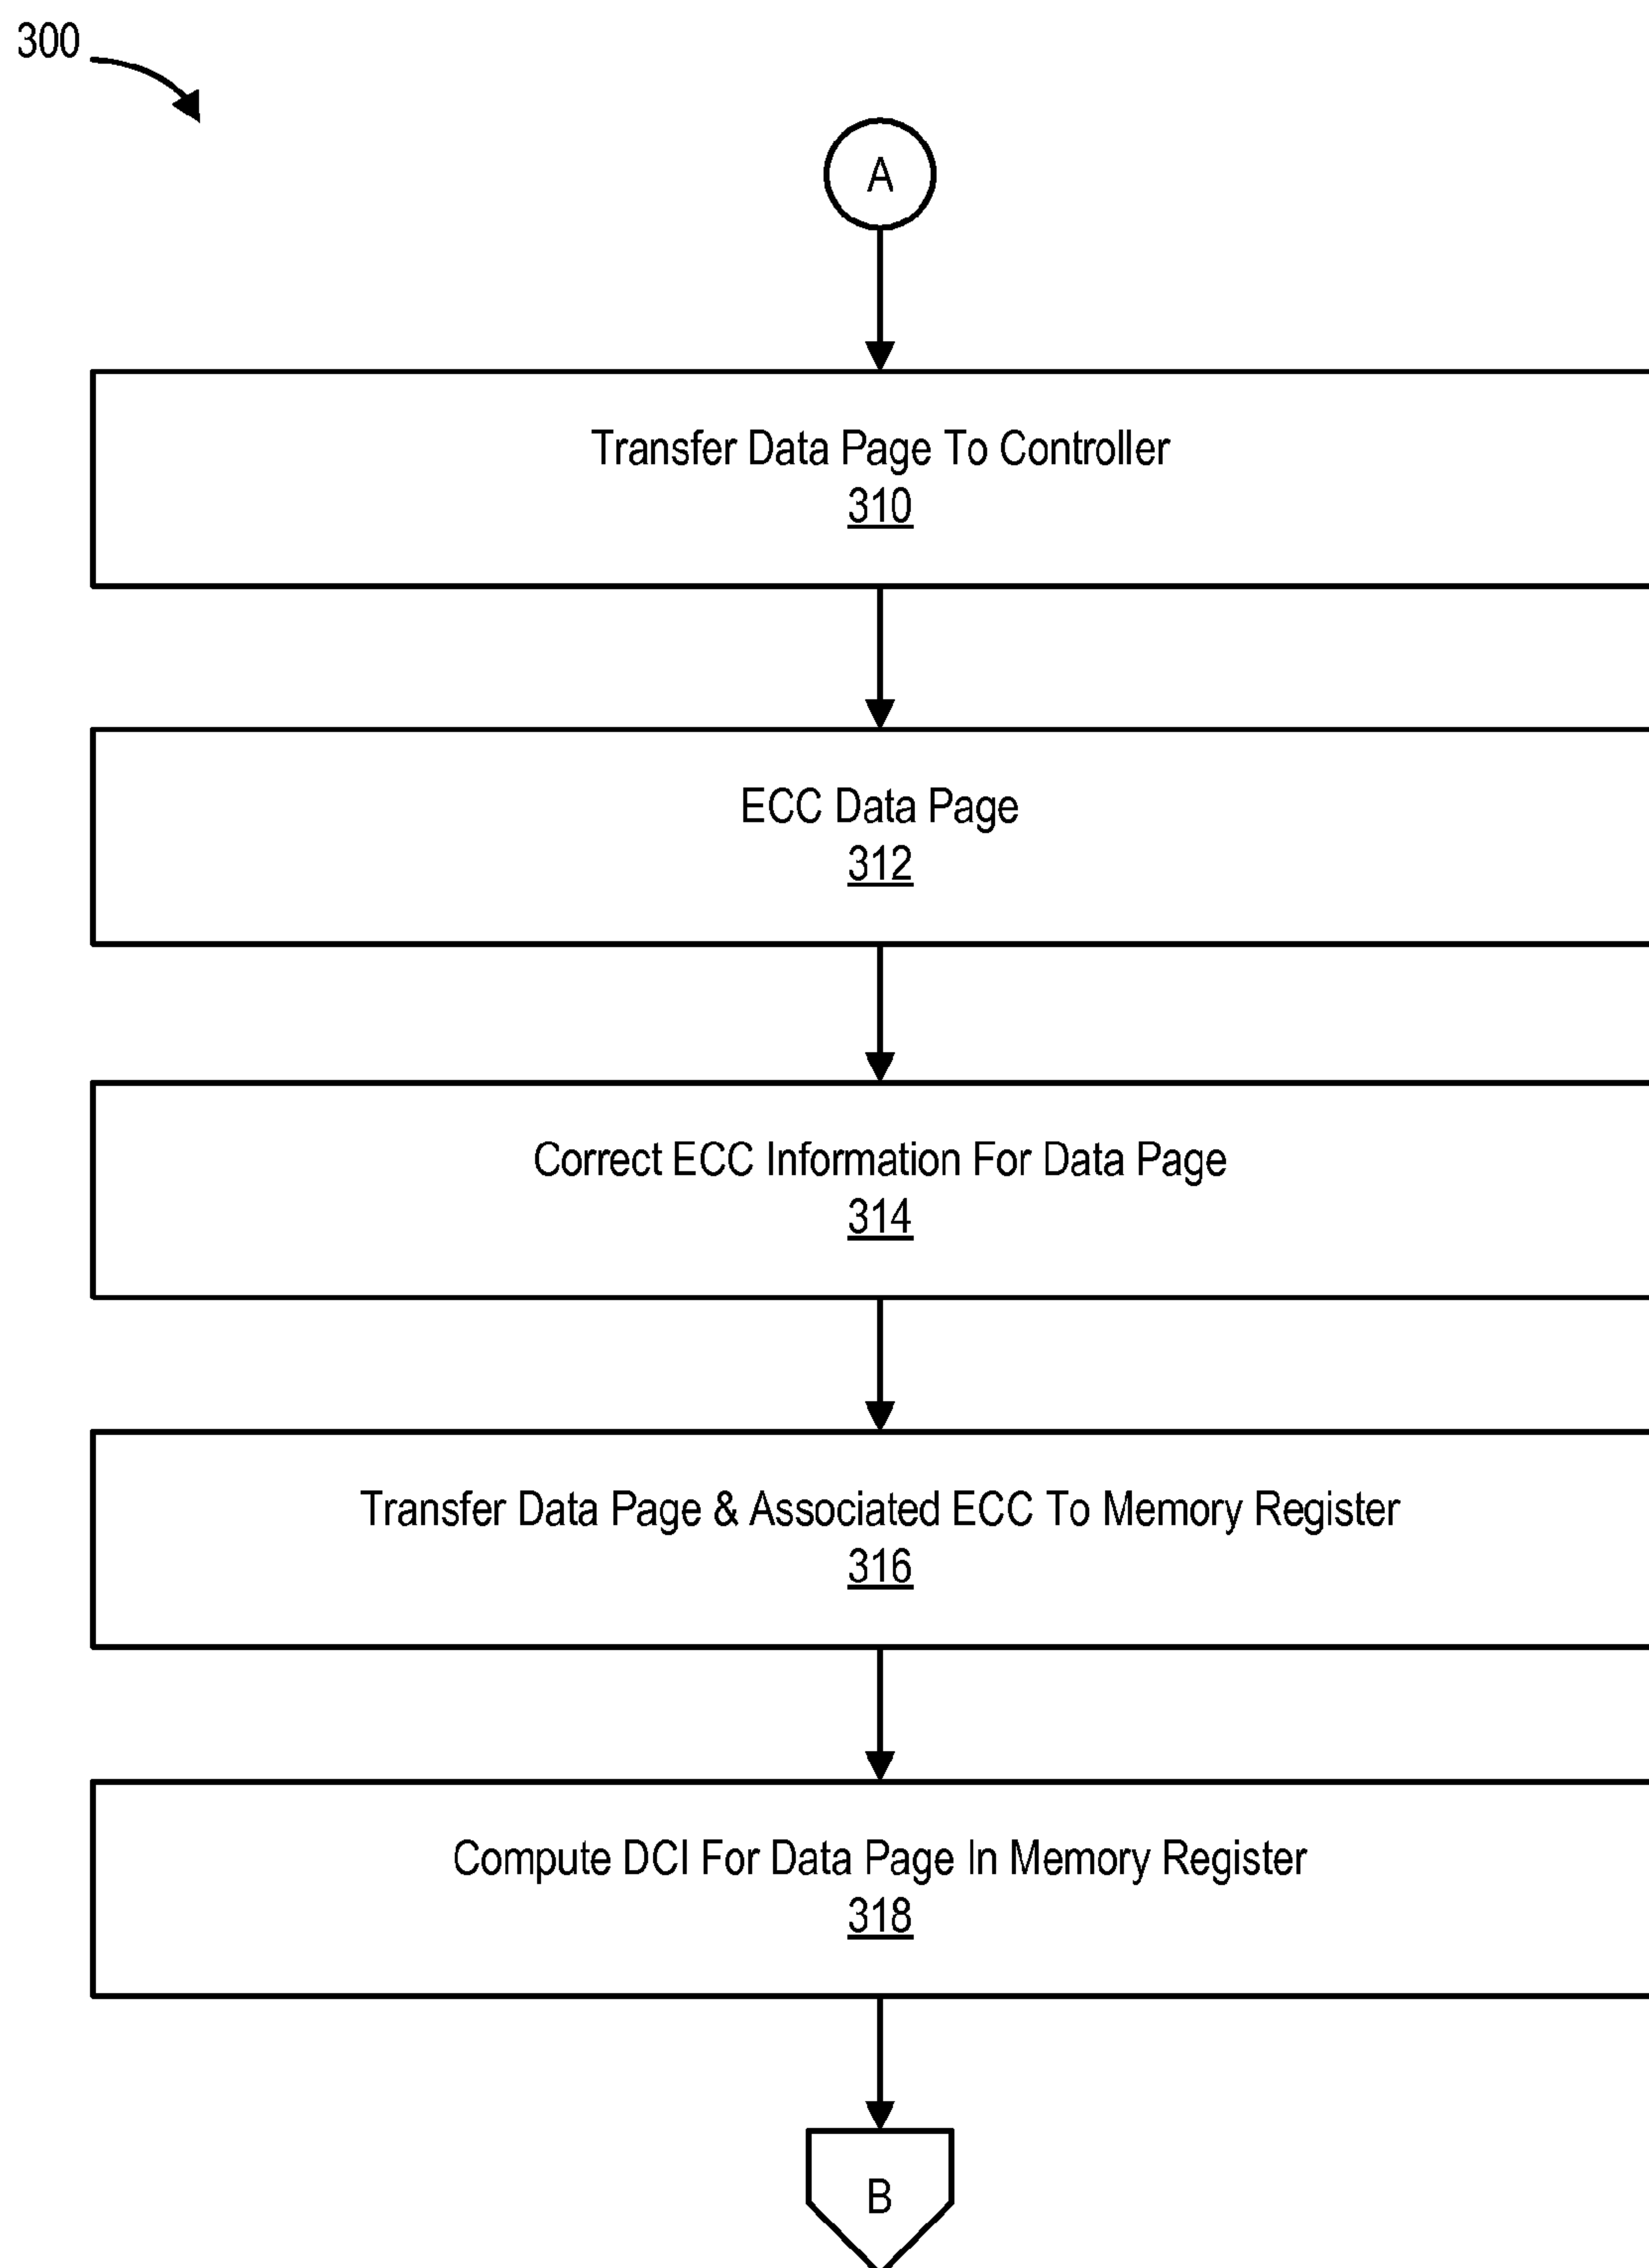 300
A
Transfer Data Page To Controller
310
ECC Data Page
312
Correct ECC Information For Data Page
314
Transfer Data Page & Associated ECC To Memory Register
316
Compute DCI For Data Page In Memory Register
318
B